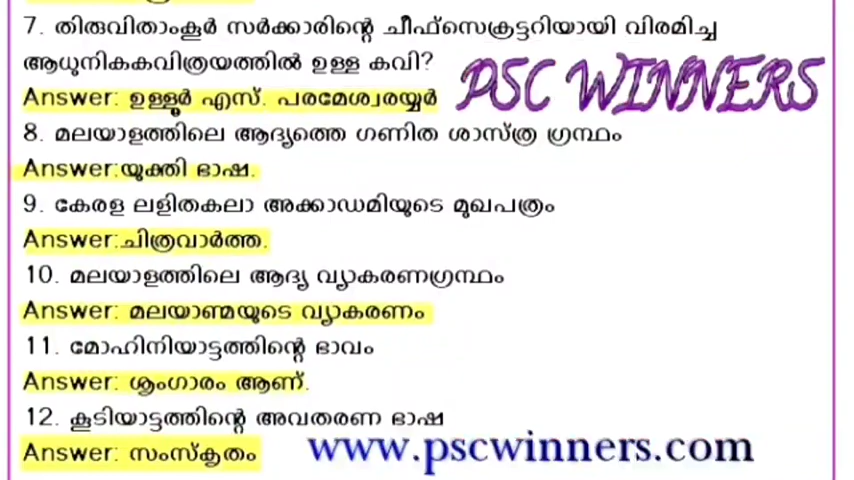 7. തിരുവിതാംകൂർ സർക്കാരിന്റെ ചീഫ്സെക്രട്ടറിയായി വിരമിച്ച
ആധുനികകവിത്രയത്തിൽ ഉള്ള കവി?
PSC WINNERS
Answer: ഉള്ളൂർ എസ്. പരമേശ്വരയ്യർ
8. മലയാളത്തിലെ ആദ്യത്തെ ഗണിത ശാസ്ത്ര ഗ്രന്ഥം
Answer:യുക്തി ഭാഷ.
9. കേരള ലളിതകലാ അക്കാഡമിയുടെ മുഖപത്രം
Answer:ചിത്രവാർത്ത.
10. മലയാളത്തിലെ ആദ്യ വ്യാകരണഗ്രന്ഥം
Answer: മലയാണ്മയുടെ വ്യാകരണം
11. മോഹിനിയാട്ടത്തിന്റെ ഭാവം
Answer: ശൃംഗാരം ആണ്.
12. കൂടിയാട്ടത്തിന്റെ അവതരണ ഭാഷ
Answer: സംസ്കൃതം
www.pscwinners.com